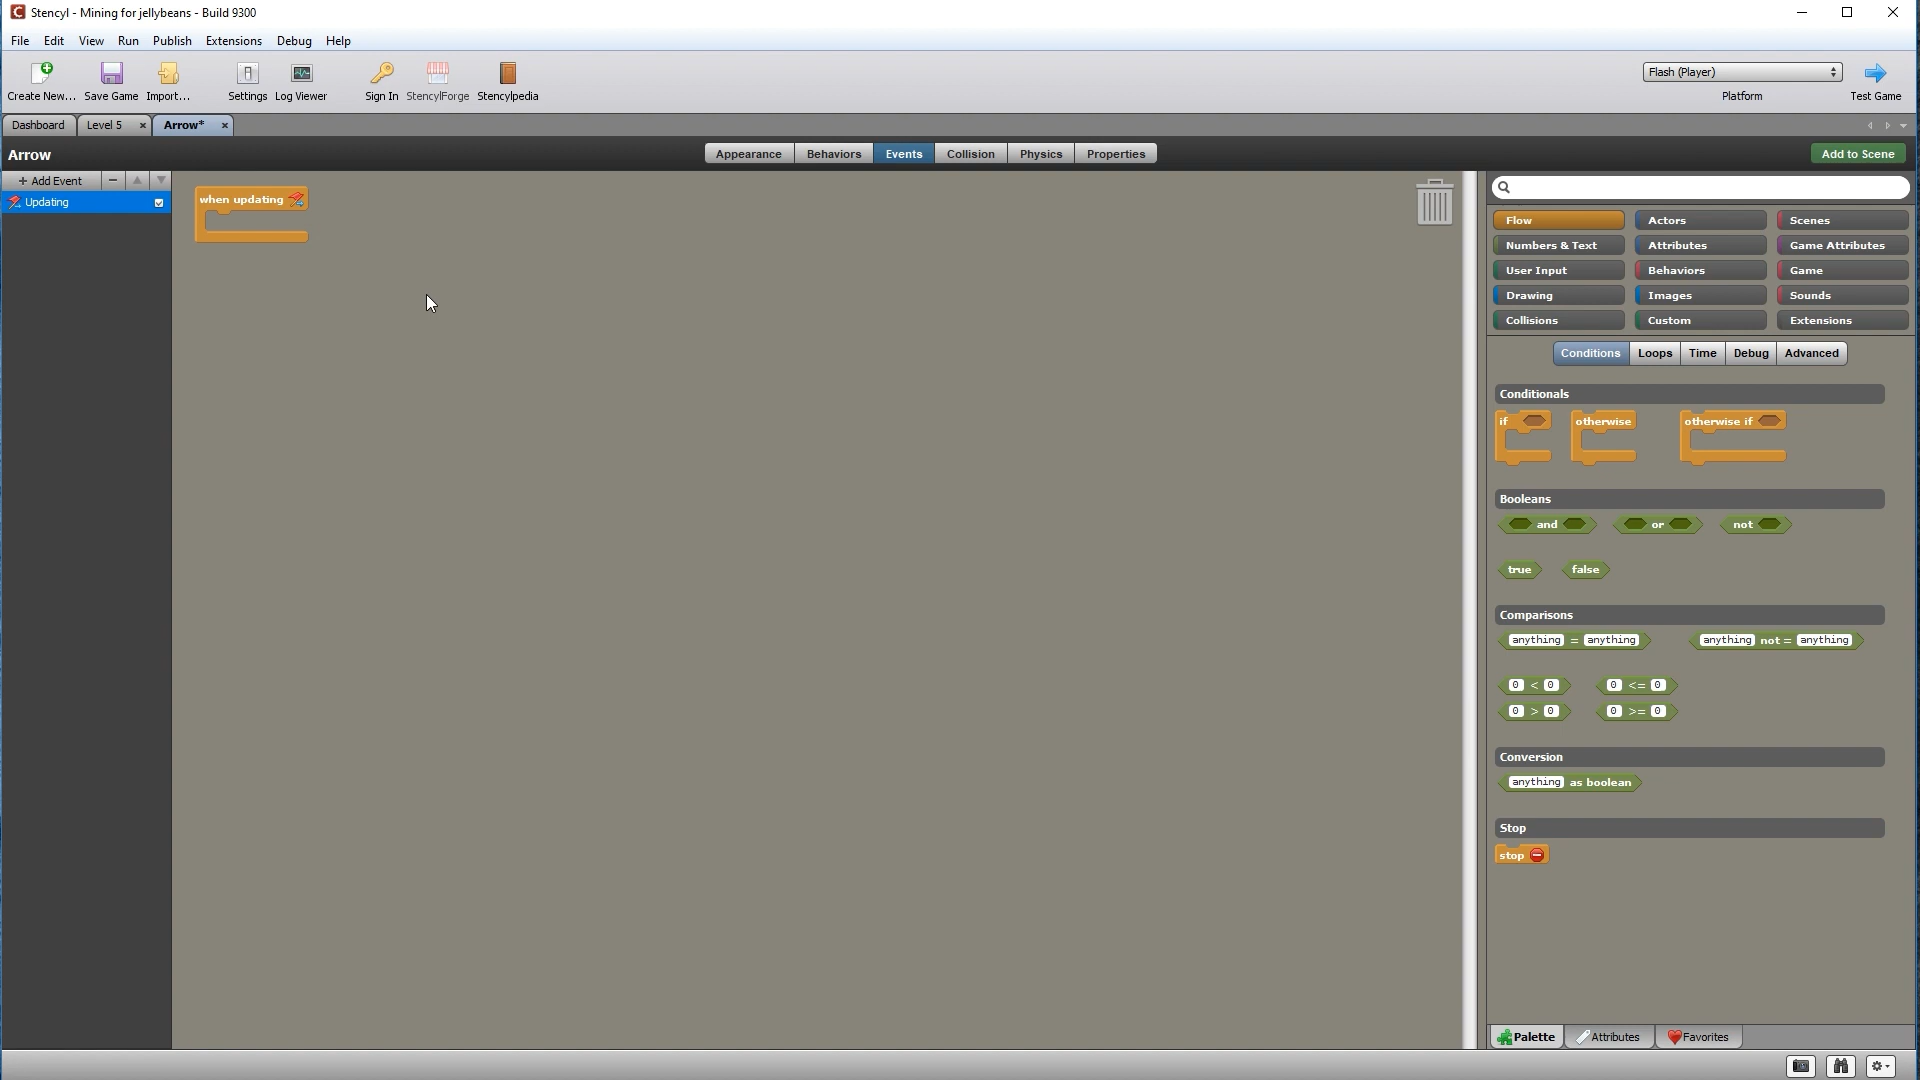 Stencyl - Mining for jellybeans - Build 9300
File Edit View Run Publish Extensions Debug Help
Create New... Save Game Import... Settings Log Viewer Sign In StencylForge Stencylpedia
Flash (Player)
Platform Test Game
Dashboard Level 5 Arrow*
Arrow Appearance Behaviors Events Collision Physics Properties Add to Scene
+ Add Event
Updating
when updating
Flow Actors Scenes
Numbers & Text Attributes Game Attributes
User Input Behaviors Game
Drawing Images Sounds
Collisions Custom Extensions
Conditions Loops Time Debug Advanced
Conditionals
if otherwise otherwise if
Booleans
and or not
true false
Comparisons
anything = anything anything not = anything
0 < 0 0 <= 0
0 > 0 0 >= 0
Conversion
anything as boolean
Stop
stop
Palette Attributes Favorites